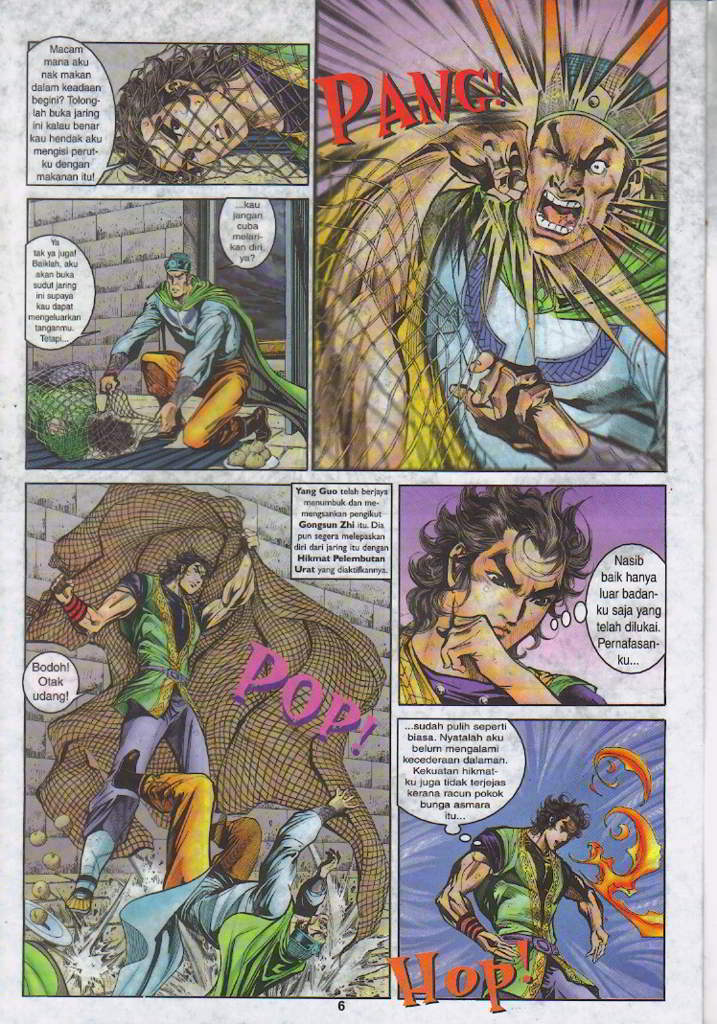 Macam
mana aku
nak makan
dalam keadaan
begini? Tolong-
lah buka jaring
ini kalau benar
kau hendak aku
mengisi perut-
ku dengan
makanan itu!
Ya
tak ya juga!
Baiklah, aku
akan buka
sudut jaring
ini supaya
kau dapat
mengeluarkan
tanganmu.
Tetapi...
...kau
jangan
cuba
melari-
kan diri,
ya?
PANG!
Yang Guo telah berjaya
menumbuk dan me-
mengsankan pengikut
Gongsun Zhi itu. Dia
pun segera melepaskan
diri dari jaring itu dengan
Hikmat Pelembutan
Urat yang diaktifkannya.
Bodoh!
Otak
udang!
POP!
Nasib
baik hanya
luar badan-
ku saja yang
telah dilukai.
Pernafasan-
ku...
...sudah pulih seperti
biasa. Nyatalah aku
belum mengalami
kecederaan dalaman.
Kekuatan hikmat-
ku juga tidak terjejas
kerana racun pokok
bunga asmara
itu...
HOP!
6